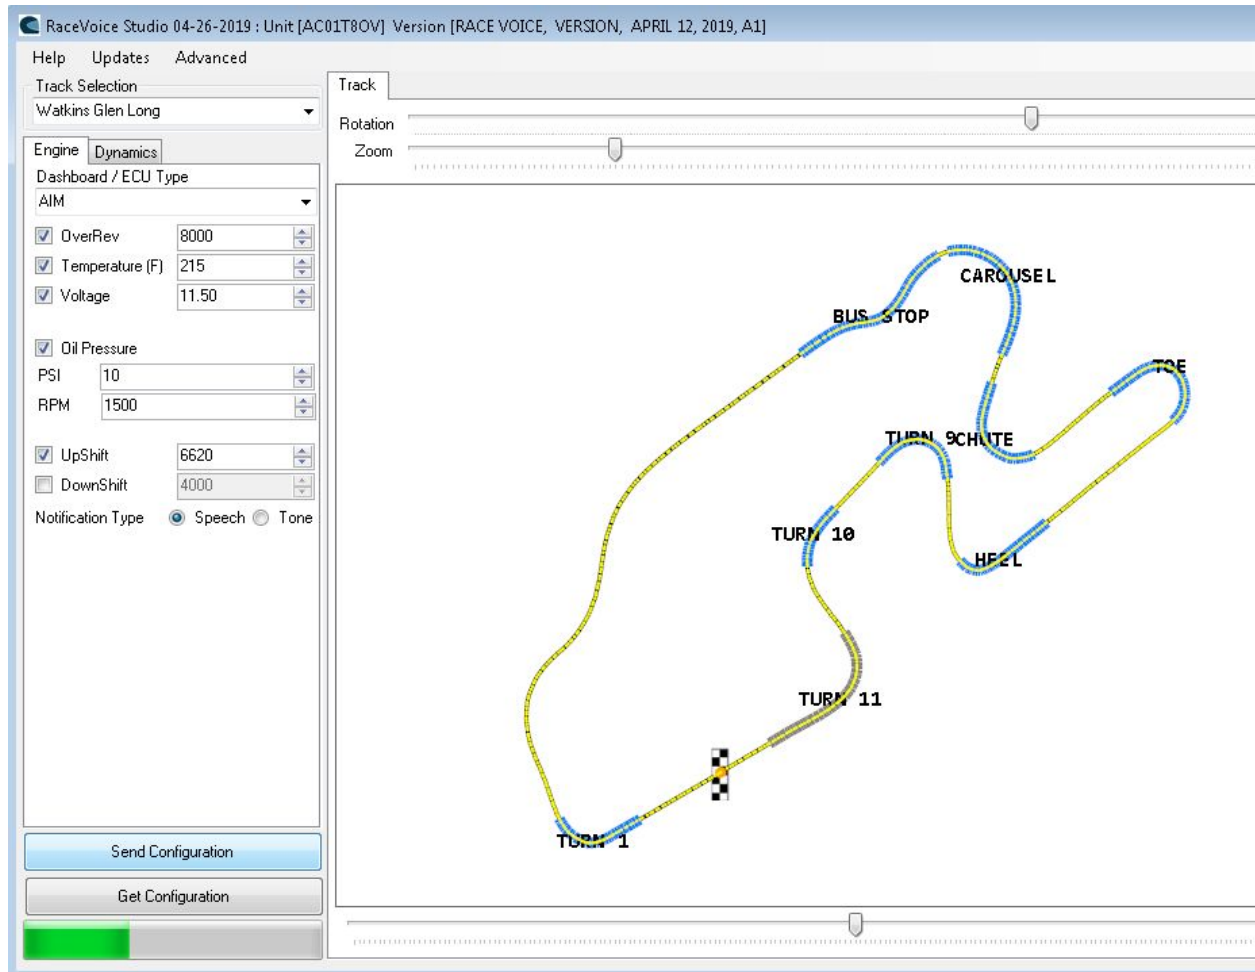 RaceVoice Studio 04-26-2019 : Unit [AC01T8OV] Version [RACE VOICE, VERSION, APRIL 12, 2019, A1]
Help Updates Advanced
Track Selection
Watkins Glen Long
Engine Dynamics
Dashboard / ECU Type
AIM
OverRev 8000
Temperature (F) 215
Voltage 11.50
Oil Pressure
PSI 10
RPM 1500
UpShift 6620
DownShift 4000
Notification Type Speech Tone
Send Configuration
Get Configuration
Track
Rotation
Zoom
CAROUSEL
BUS STOP
TOE
TURN 9 CHUTE
TURN 10
HEEL
TURN 11
TURN 1